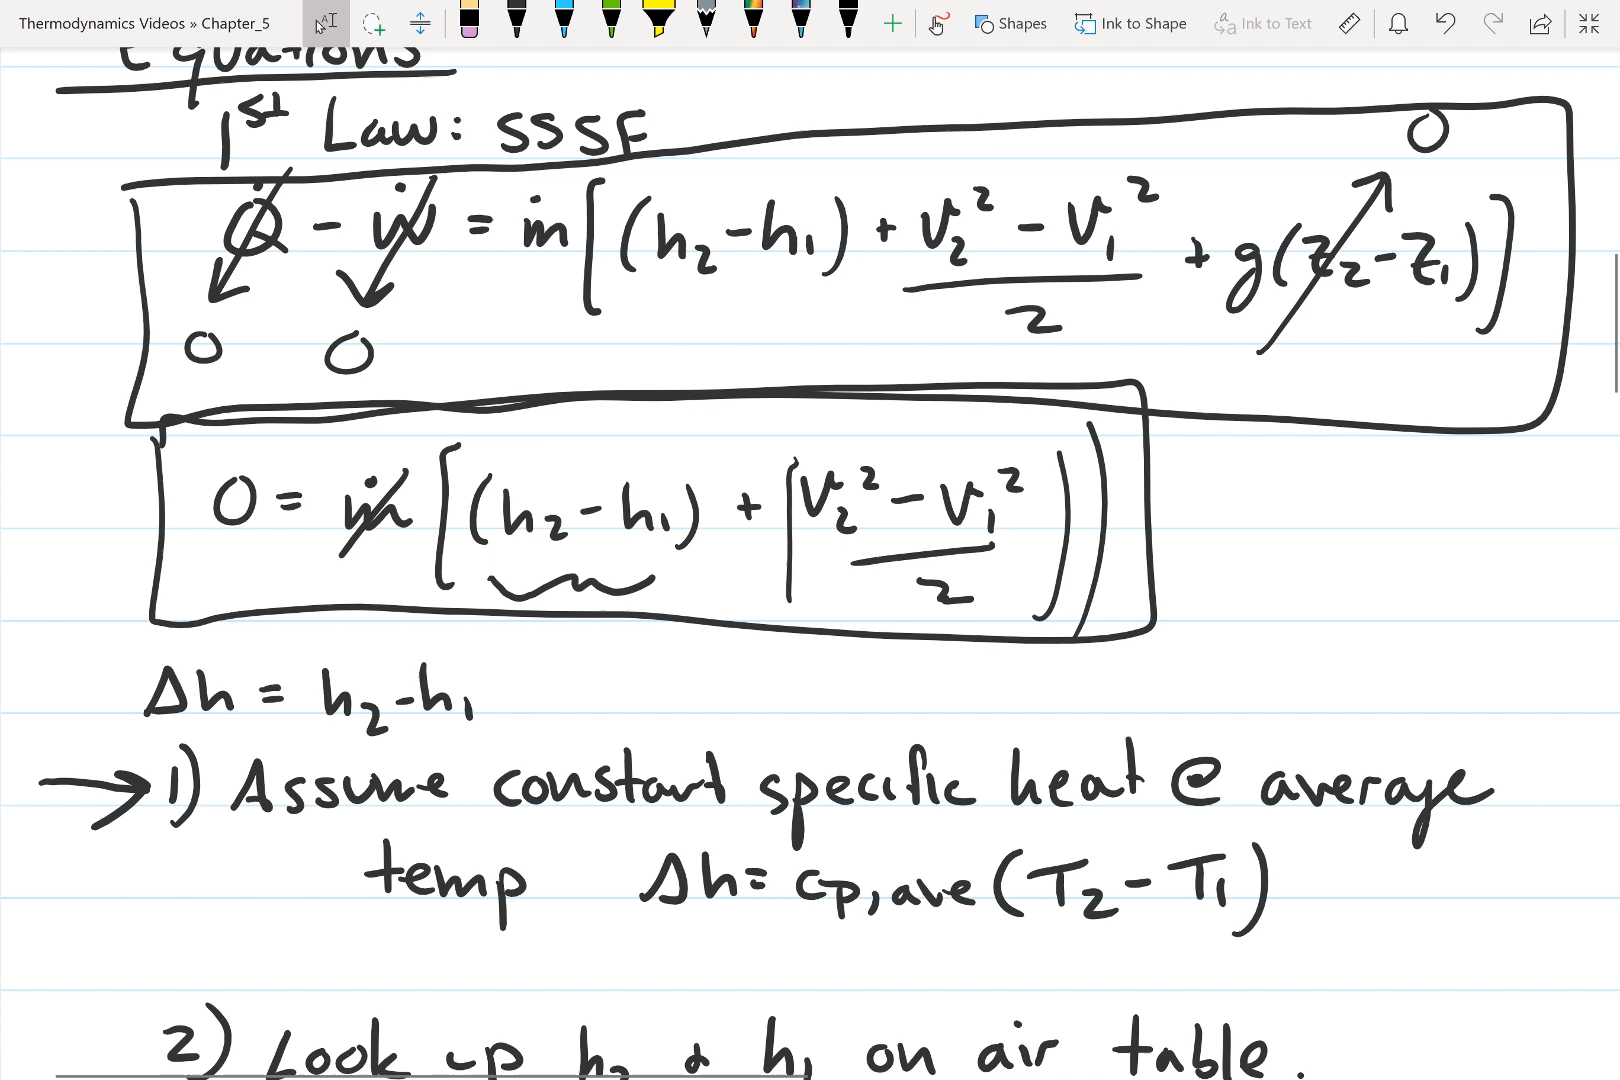 Thermodynamics Videos » Chapter_5
Shapes
Ink to Shape
Ink to Text
Equations
1st Law: SSSF
0
Q̇ - Ẇ = ṁ[(h₂-h₁) + (V₂² - V₁²)/2 + g(z₂-z₁)]
0 0
0 = ṁ[(h₂-h₁) + (V₂² - V₁²)/2)]
Δh = h₂-h₁
→ 1) Assume constant specific heat @ average
temp Δh= cp,ave (T₂-T₁)
2) Look up h₂ & h₁ on air table.